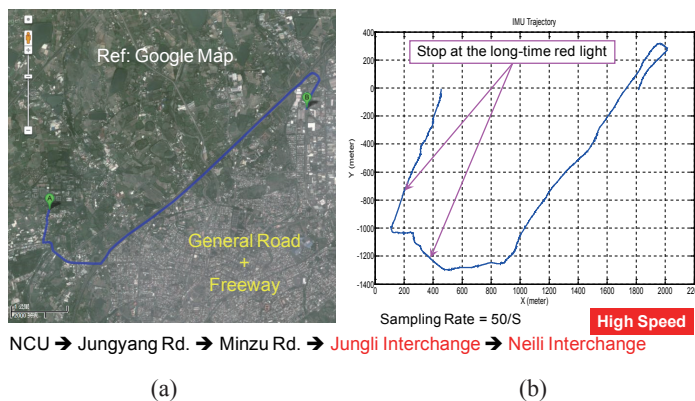 Ref: Google Map
A
B
General Road
+
Freeway
IMU Trajectory
Stop at the long-time red light
400
200
0
-200
-400
-600
-800
-1000
-1200
-1400
Y (meter)
0 200 400 600 800 1000 1200 1400 1600 1800 2000 2200
X (meter)
Sampling Rate = 50/S
High Speed
NCU ➔ Jungyang Rd. ➔ Minzu Rd. ➔ Jungli Interchange ➔ Neili Interchange
(a)
(b)